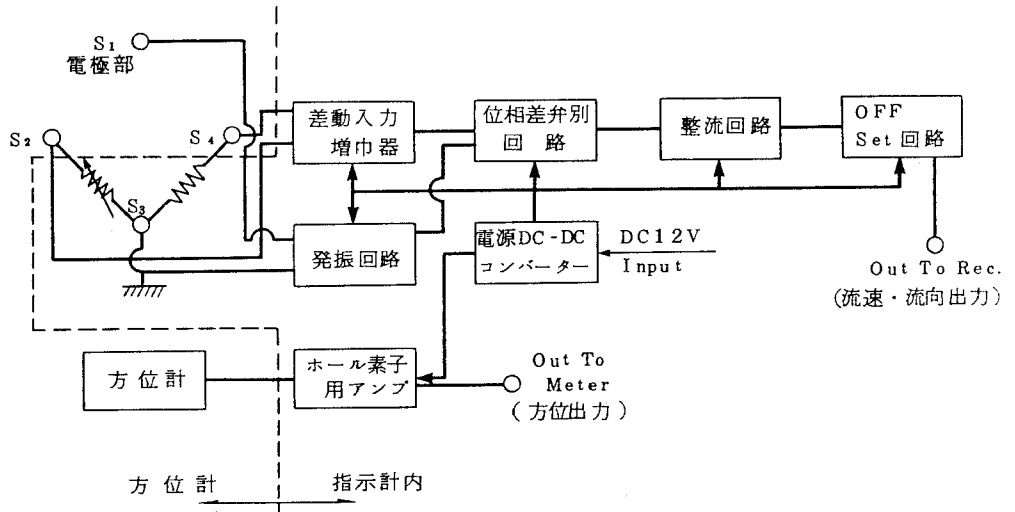 S1
電極部
S2
S4
S3
差動入力
増巾器
位相差弁別
回路
整流回路
OFF
Set回路
発振回路
電源DC-DC
コンバーター
DC12V
Input
Out To Rec.
(流速・流向出力)
方位計
ホール素子
用アンプ
Out To
Meter
(方位出力)
方位計
指示計内